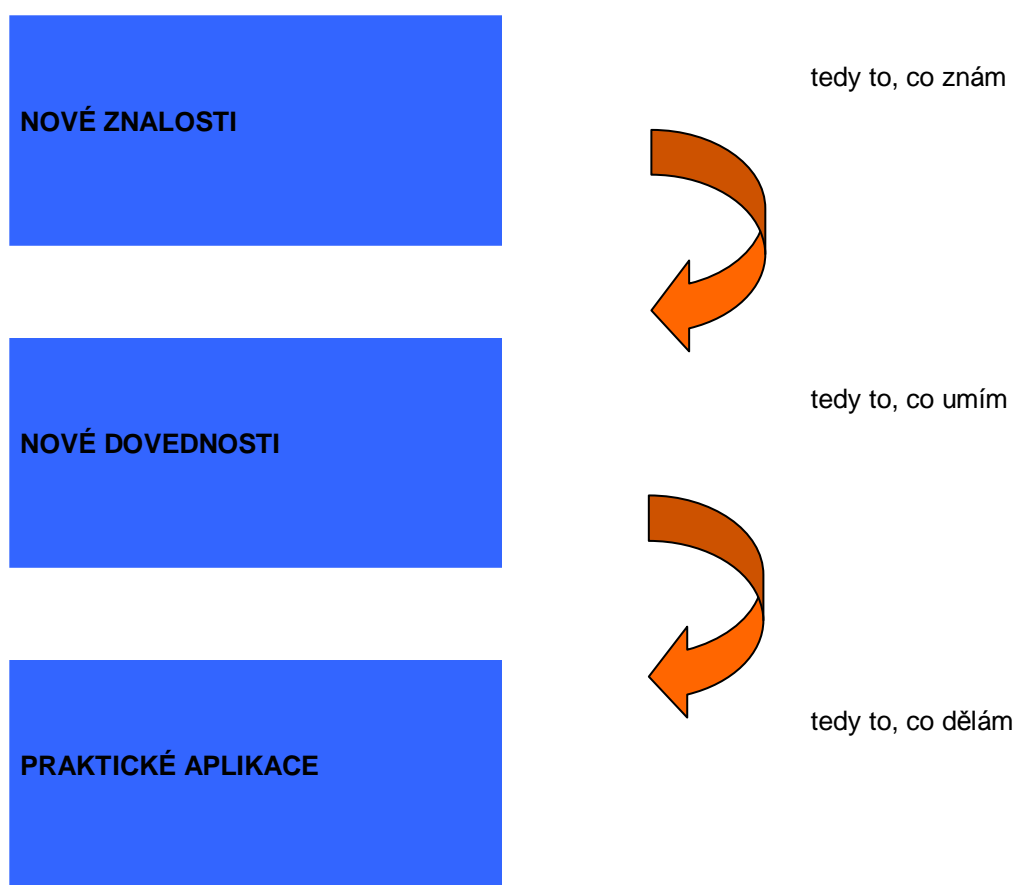 tedy to, co znám
NOVÉ ZNALOSTI
tedy to, co umím
NOVÉ DOVEDNOSTI
tedy to, co dělám
PRAKTICKÉ APLIKACE